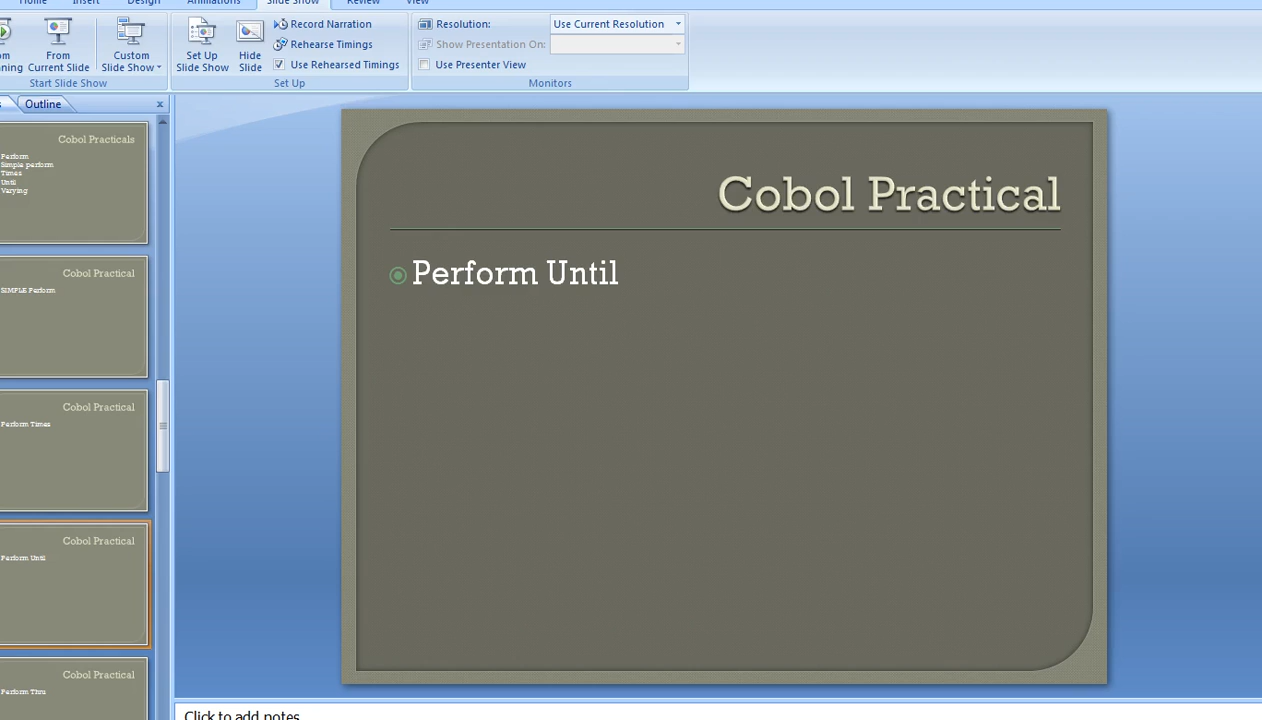 Home Insert Design Animations Slide Show Review View
From Current Slide
Custom Slide Show
Set Up Slide Show
Hide Slide
Record Narration
Rehearse Timings
Use Rehearsed Timings
Resolution: Use Current Resolution
Show Presentation On:
Use Presenter View
Start Slide Show Set Up Monitors
Outline
Cobol Practicals
Perform
Simple perform
Times
Until
Varying
Cobol Practical
SIMPLE Perform
Cobol Practical
Perform Times
Cobol Practical
Perform Until
Cobol Practical
Perform Thru
Cobol Practical
Perform Until
Click to add notes